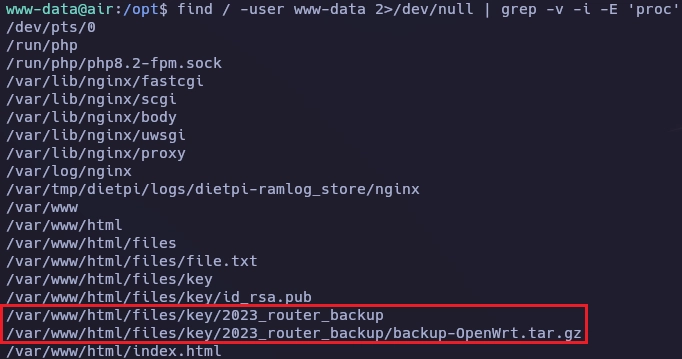 www-data@air:/opt$ find / -user www-data 2>/dev/null | grep -v -i -E 'proc'
/dev/pts/0
/run/php
/run/php/php8.2-fpm.sock
/var/lib/nginx/fastcgi
/var/lib/nginx/scgi
/var/lib/nginx/body
/var/lib/nginx/uwsgi
/var/lib/nginx/proxy
/var/log/nginx
/var/tmp/dietpi/logs/dietpi-ramlog_store/nginx
/var/www
/var/www/html
/var/www/html/files
/var/www/html/files/file.txt
/var/www/html/files/key
/var/www/html/files/key/id_rsa.pub
/var/www/html/files/key/2023_router_backup
/var/www/html/files/key/2023_router_backup/backup-OpenWrt.tar.gz
/var/www/html/index.html